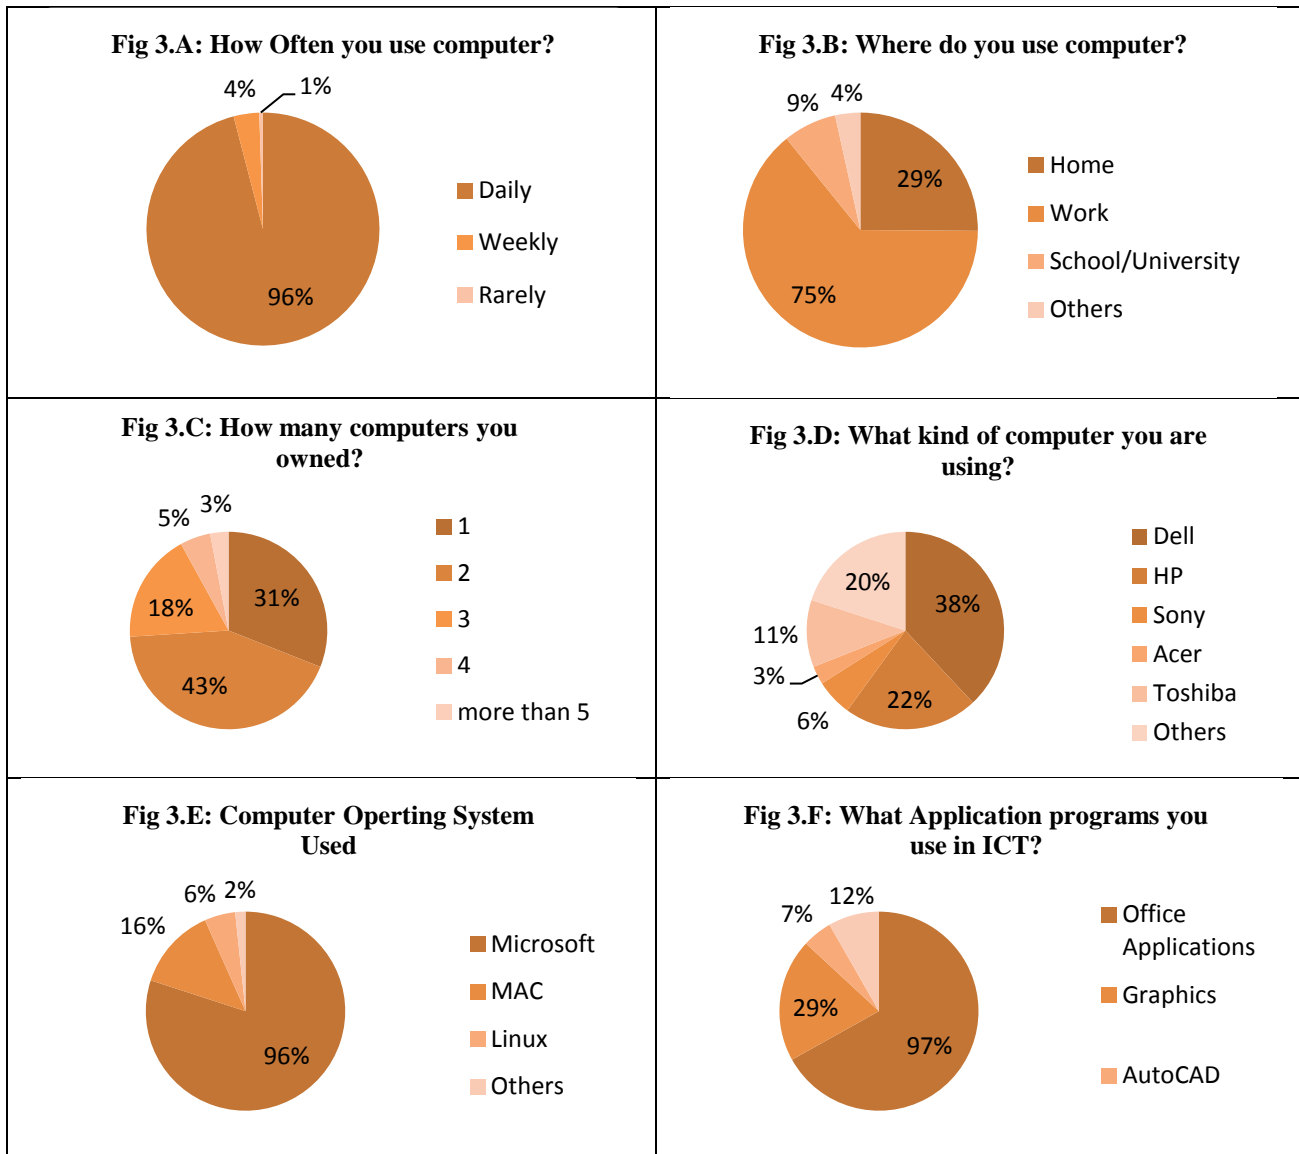 Fig 3.A: How Often you use computer?
4%
1%
96%
Daily
Weekly
Rarely
Fig 3.B: Where do you use computer?
9%
4%
29%
75%
Home
Work
School/University
Others
Fig 3.C: How many computers you
owned?
5%
3%
31%
18%
43%
1
2
3
4
more than 5
Fig 3.D: What kind of computer you are
using?
20%
38%
11%
3%
6%
22%
Dell
HP
Sony
Acer
Toshiba
Others
Fig 3.E: Computer Operting System
Used
6%
2%
16%
96%
Microsoft
MAC
Linux
Others
Fig 3.F: What Application programs you
use in ICT?
12%
7%
29%
97%
Office
Applications
Graphics
AutoCAD